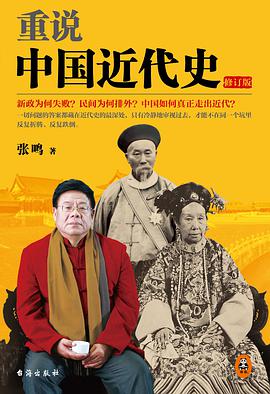 重说
中国近代史 修订版
新政为何失败？民间为何排外？中国如何真正走出近代？
一切问题的答案都藏在近代史的最深处，只有冷静地审视过去，才能不在同一个坑里
反复折腾、反复跌倒。
张鸣 著
台海出版社